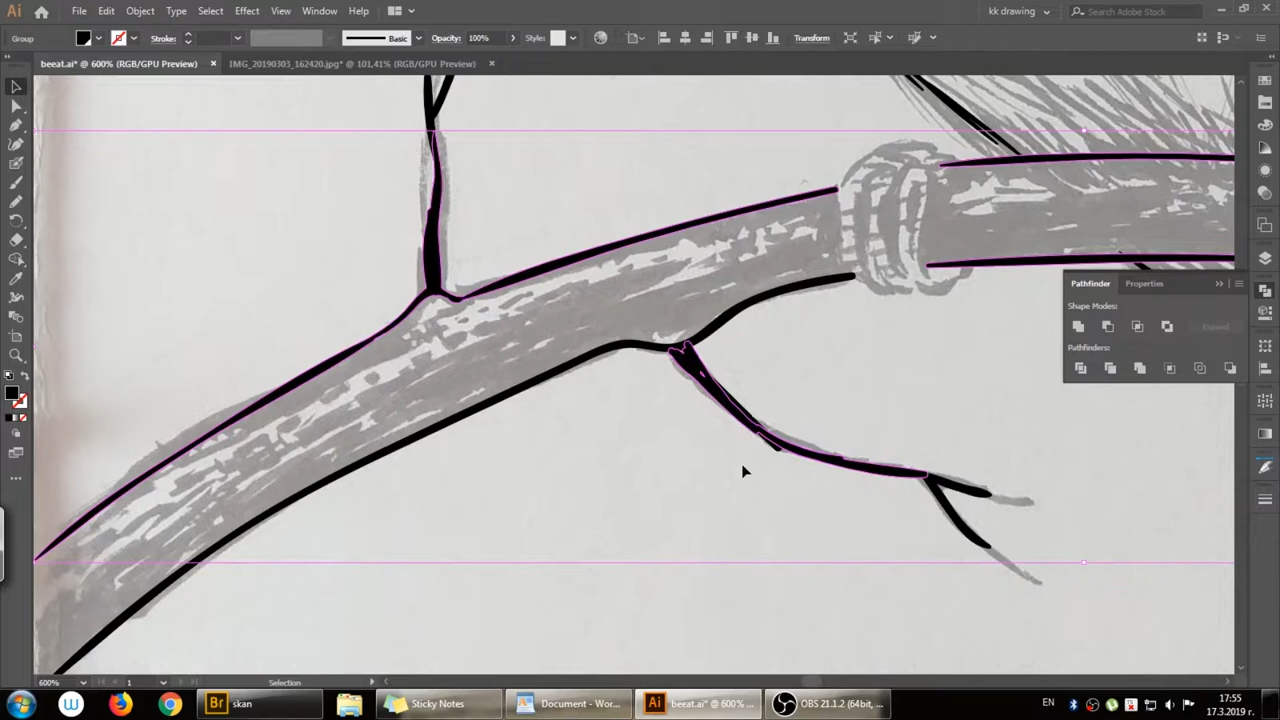 Ai File Edit Object Type Select Effect View Window Help kk drawing Search Adobe Stock
Group Stroke: Basic Opacity: 100% Style: Transform
beeat.ai* @ 600% (RGB/GPU Preview) × IMG_20190303_162420.jpg* @ 101,41% (RGB/GPU Preview) ×
Pathfinder Properties
Shape Modes:
Expand
Pathfinders:
600% 1 Selection
Br skan Sticky Notes Document - Wor... Ai beeat.ai* @ 600% ... OBS 21.1.2 (64bit, ... EN 17:55
17.3.2019 г.